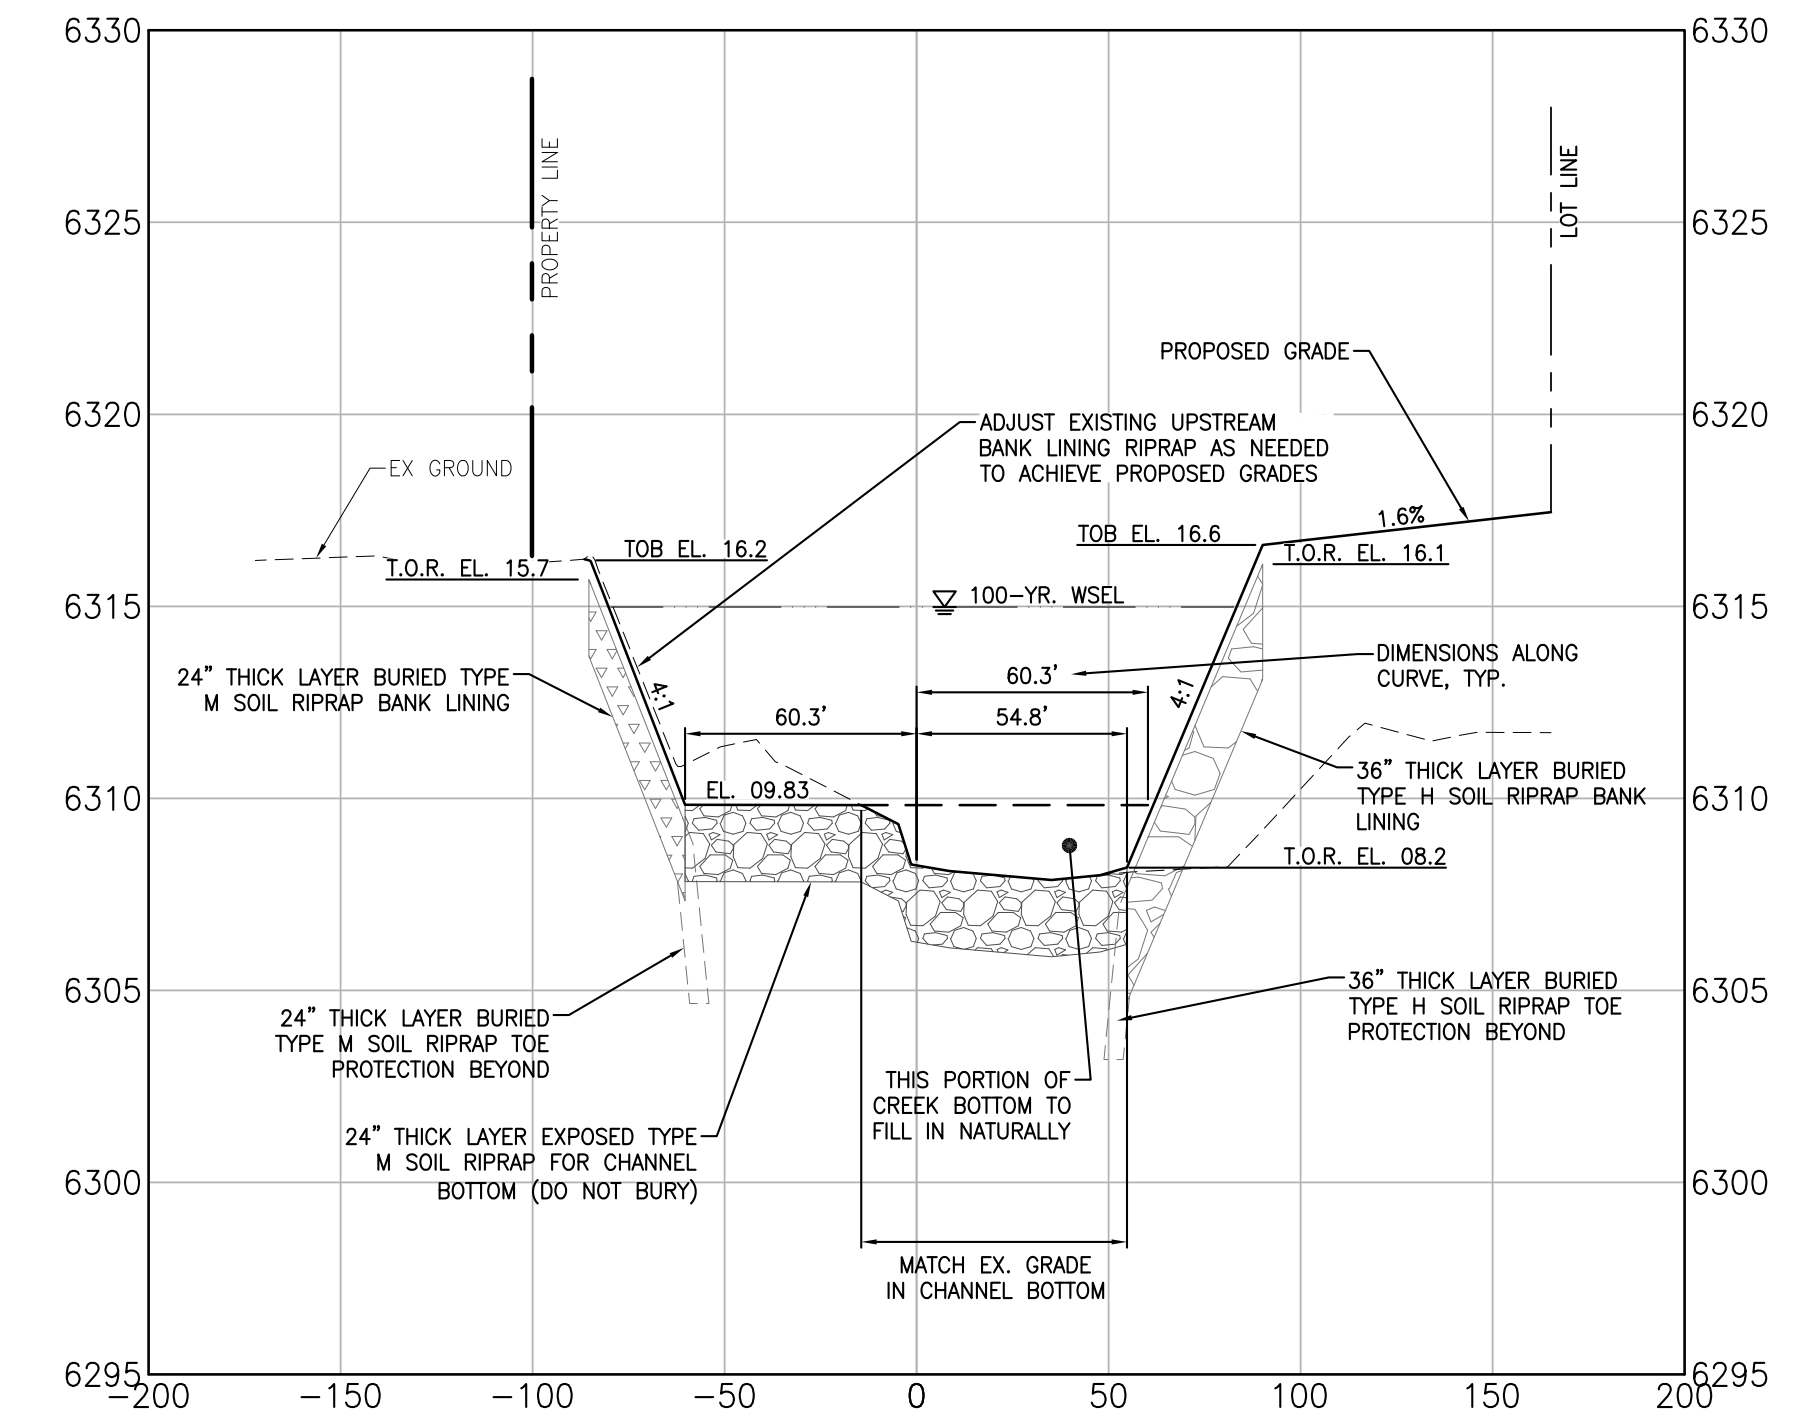 6330
6330
PROPERTY LINE
LOT LINE
6325
6325
PROPOSED GRADE
6320
6320
ADJUST EXISTING UPSTREAM
BANK LINING RIPRAP AS NEEDED
TO ACHIEVE PROPOSED GRADES
EX GROUND
1.6%
TOB EL. 16.2
TOB EL. 16.6
T.O.R. EL. 15.7
T.O.R. EL. 16.1
6315
100-YR. WSEL
6315
DIMENSIONS ALONG
CURVE, TYP.
24" THICK LAYER BURIED TYPE
M SOIL RIPRAP BANK LINING
4:1
60.3'
4:1
60.3'
54.8'
36" THICK LAYER BURIED
TYPE H SOIL RIPRAP BANK
LINING
6310
EL. 09.83
6310
T.O.R. EL. 08.2
6305
6305
36" THICK LAYER BURIED
TYPE H SOIL RIPRAP TOE
PROTECTION BEYOND
24" THICK LAYER BURIED
TYPE M SOIL RIPRAP TOE
PROTECTION BEYOND
THIS PORTION OF
CREEK BOTTOM TO
FILL IN NATURALLY
24" THICK LAYER EXPOSED TYPE
M SOIL RIPRAP FOR CHANNEL
BOTTOM (DO NOT BURY)
6300
6300
MATCH EX. GRADE
IN CHANNEL BOTTOM
6295
6295
-200 -150 -100 -50 0 50 100 150 200